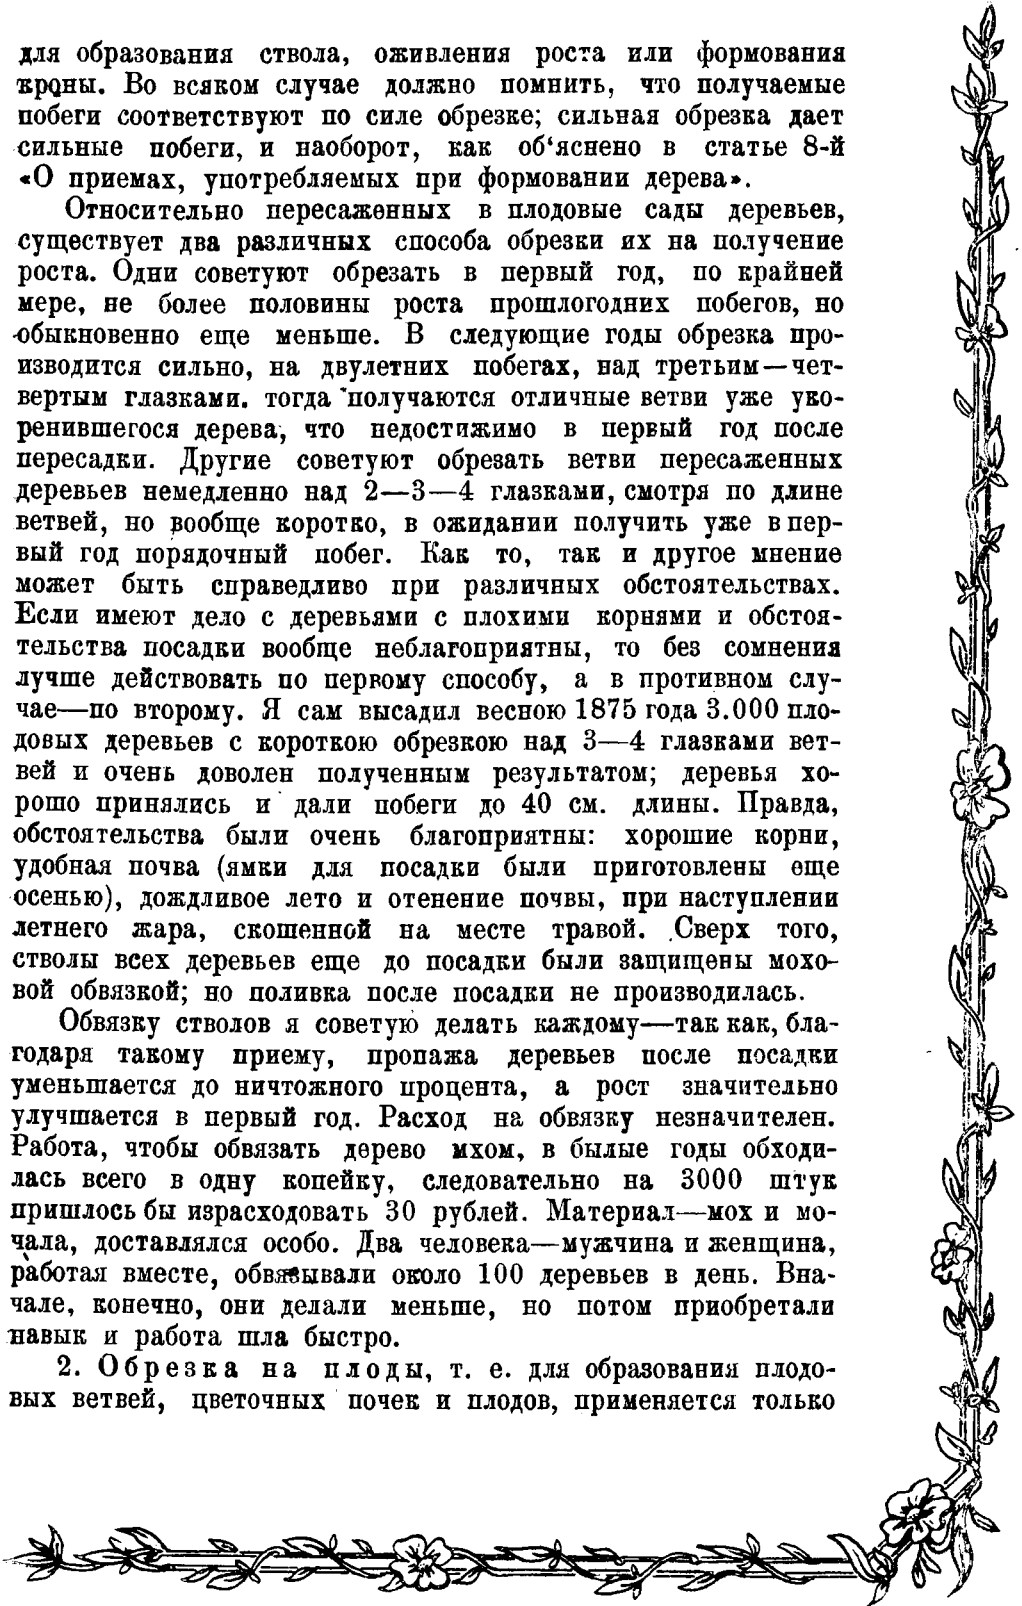 для образования ствола, оживления роста или формования
кроны. Во всяком случае должно помнить, что получаемые
побеги соответствуют по силе обрезке; сильная обрезка дает
сильные побеги, и наоборот, как об‘яснено в статье 8-й
«О приемах, употребляемых при формовании дерева».
Относительно пересаженных в плодовые сады деревьев,
существует два различных способа обрезки их на получение
роста. Одни советуют обрезать в первый год, по крайней
мере, не более половины роста прошлогодних побегов, но
обыкновенно еще меньше. В следующие годы обрезка про-
изводится сильно, на двулетних побегах, над третьим—чет-
вертым глазками. тогда получаются отличные ветви уже уко-
ренившегося дерева, что недостижимо в первый год после
пересадки. Другие советуют обрезать ветви пересаженных
деревьев немедленно над 2—3—4 глазками, смотря по длине
ветвей, но вообще коротко, в ожидании получить уже в пер-
вый год порядочный побег. Как то, так и другое мнение
может быть справедливо при различных обстоятельствах.
Если имеют дело с деревьями с плохими корнями и обстоя-
тельства посадки вообще неблагоприятны, то без сомнения
лучше действовать по первому способу, а в противном слу-
чае—по второму. Я сам высадил весною 1875 года 3.000 пло-
довых деревьев с короткою обрезкою над 3—4 глазками вет-
вей и очень доволен полученным результатом; деревья хо-
рошо принялись и дали побеги до 40 см. длины. Правда,
обстоятельства были очень благоприятны: хорошие корни,
удобная почва (ямки для посадки были приготовлены еще
осенью), дождливое лето и отенение почвы, при наступлении
летнего жара, скошенной на месте травой. Сверх того,
стволы всех деревьев еще до посадки были защищены мохо-
вой обвязкой; но поливка после посадки не производилась.
Обвязку стволов я советую делать каждому—так как, бла-
годаря такому приему, пропажа деревьев после посадки
уменьшается до ничтожного процента, а рост значительно
улучшается в первый год. Расход на обвязку незначителен.
Работа, чтобы обвязать дерево мхом, в былые годы обходи-
лась всего в одну копейку, следовательно на 3000 штук
пришлось бы израсходовать 30 рублей. Материал—мох и мо-
чала, доставлялся особо. Два человека—мужчина и женщина,
работая вместе, обвязывали около 100 деревьев в день. Вна-
чале, конечно, они делали меньше, но потом приобретали
навык и работа шла быстро.
2. Обрезка на плоды, т. е. для образования плодо-
вых ветвей, цветочных почек и плодов, применяется только